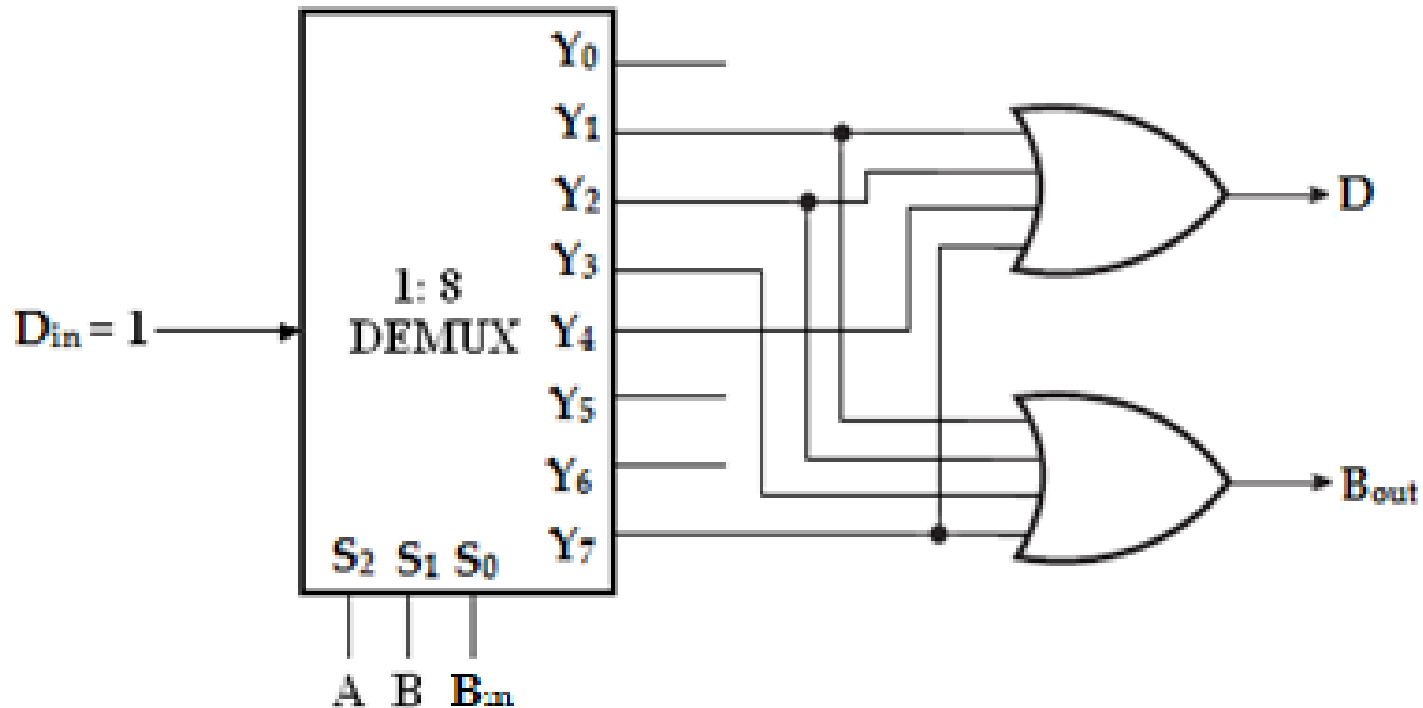 Y0
Y1
Y2
Y3
Y4
Y5
Y6
Y7
1: 8
DEMUX
Din = 1
S2 S1 S0
A B Bin
D
Bout